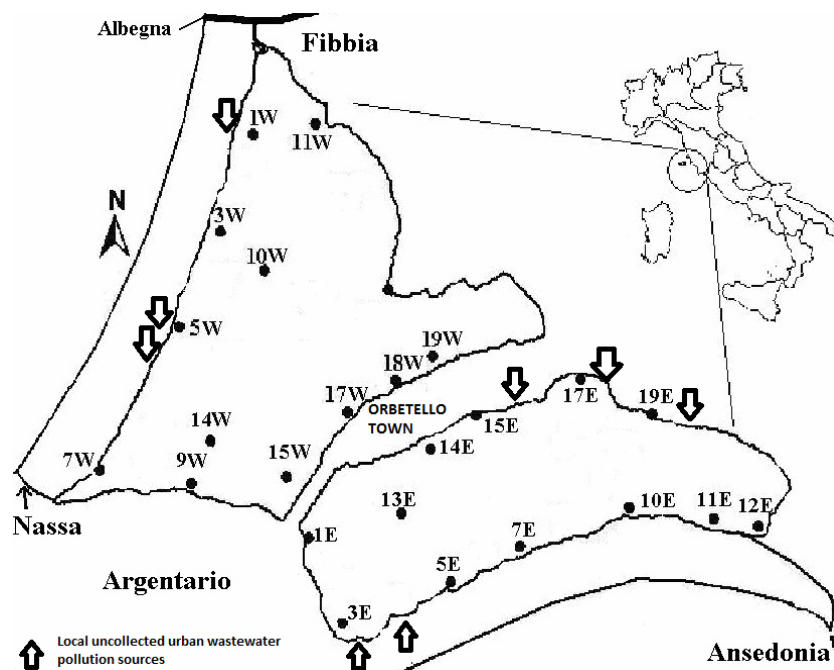 Albegna
Fibbia
1W
11W
N
3W
10W
5W
19W
18W
17W
ORBETELLO
TOWN
17E
19E
14W
15E
14E
7W
9W
15W
13E
10E
11E
12E
Nassa
1E
7E
Argentario
5E
3E
Local uncollected urban wastewater
pollution sources
Ansedonia